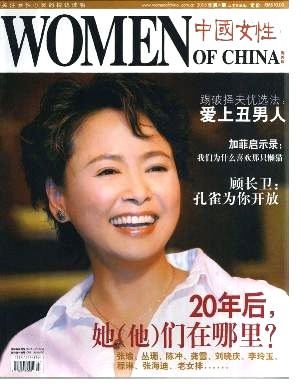 WOMEN
中國女性
OF CHINA
踢破择夫优选法:
爱上丑男人
加菲启示录:
我们为什么喜欢那只懒猫
顾长卫:
孔雀为你开放
20年后,
她(他)们在哪里?
张瑜、丛珊、陈冲、龚雪、刘晓庆、李玲玉、
程琳、张海迪、老女排……